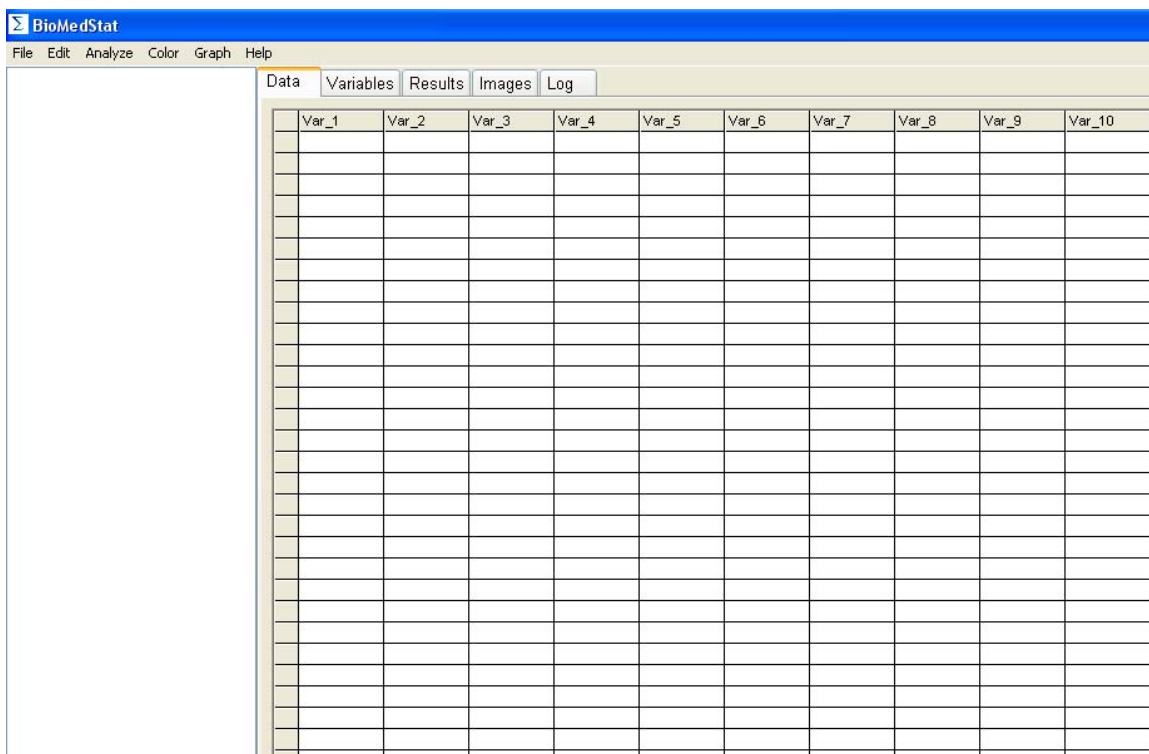 Σ BioMedStat
File Edit Analyze Color Graph Help
Data Variables Results Images Log
Var_1 Var_2 Var_3 Var_4 Var_5 Var_6 Var_7 Var_8 Var_9 Var_10